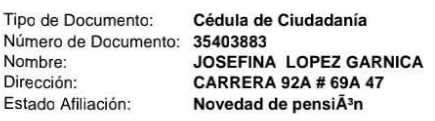 Tipo de Documento: Cédula de Ciudadanía
Número de Documento: 35403883
Nombre: JOSEFINA LOPEZ GARNICA
Dirección: CARRERA 92A # 69A 47
Estado Afiliación: Novedad de pensiÃ³n